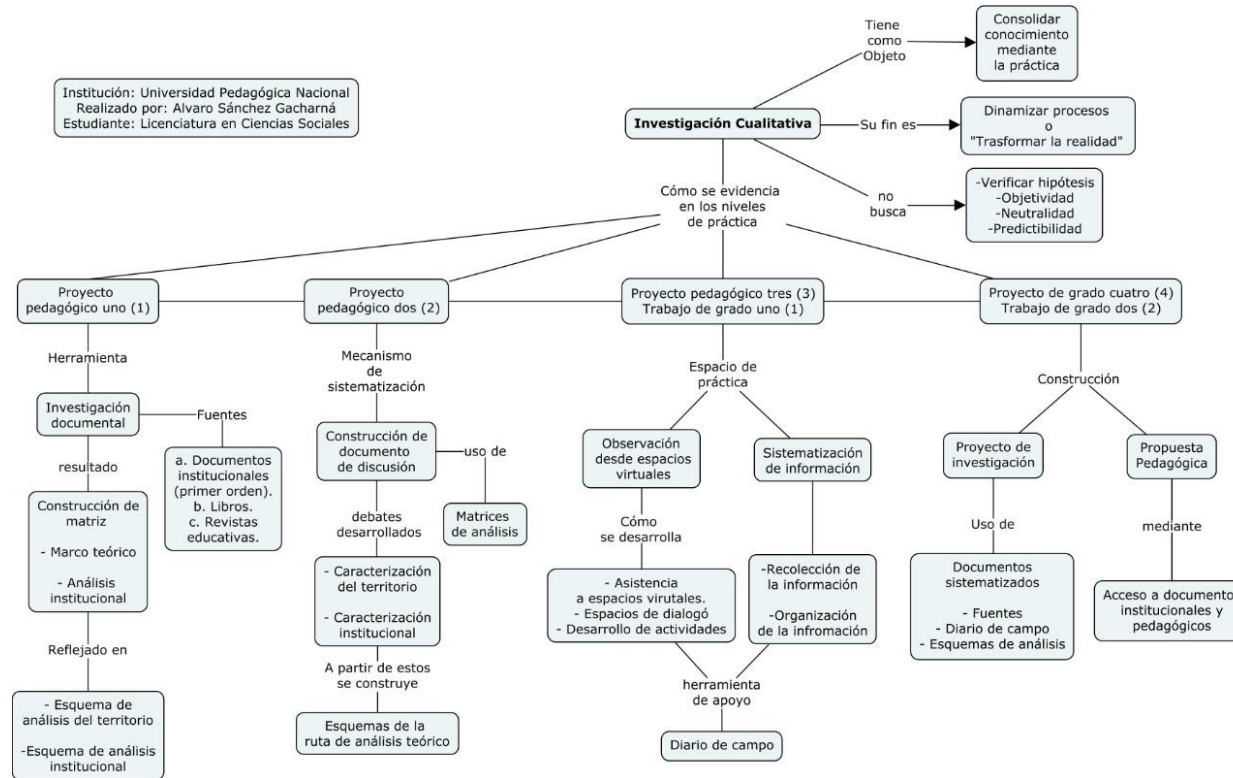 Institución: Universidad Pedagógica Nacional
Realizado por: Alvaro Sánchez Gacharná
Estudiante: Licenciatura en Ciencias Sociales
Tiene
como
Objeto
Consolidar
conocimiento
mediante
la práctica
Investigación Cualitativa
Su fin es
Dinamizar procesos
o
"Trasformar la realidad"
no
busca
-Verificar hipótesis
-Objetividad
-Neutralidad
-Predictibilidad
Cómo se evidencia
en los niveles
de práctica
Proyecto
pedagógico uno (1)
Proyecto
pedagógico dos (2)
Proyecto pedagógico tres (3)
Trabajo de grado uno (1)
Proyecto de grado cuatro (4)
Trabajo de grado dos (2)
Herramienta
Investigación
documental
Fuentes
a. Documentos
institucionales
(primer orden).
b. Libros.
c. Revistas
educativas.
resultado
Construcción de
matriz
- Marco teórico
- Análisis
institucional
Reflejado en
- Esquema de
análisis del territorio
-Esquema de análisis
institucional
Mecanismo
de
sistematización
Construcción de
documento
de discusión
uso de
Matrices
de análisis
debates
desarrollados
- Caracterización
del territorio
- Caracterización
institucional
A partir de estos
se construye
Esquemas de la
ruta de análisis teórico
Espacio de
práctica
Observación
desde espacios
virtuales
Sistematización
de información
Cómo
se desarrolla
- Asistencia
a espacios virutales.
- Espacios de dialogó
- Desarrollo de actividades
-Recolección de
la información
-Organización
de la infromación
herramienta
de apoyo
Diario de campo
Construcción
Proyecto de
investigación
Propuesta
Pedagógica
Uso de
Documentos
sistematizados
- Fuentes
- Diario de campo
- Esquemas de análisis
mediante
Acceso a documento
institucionales y
pedagógicos